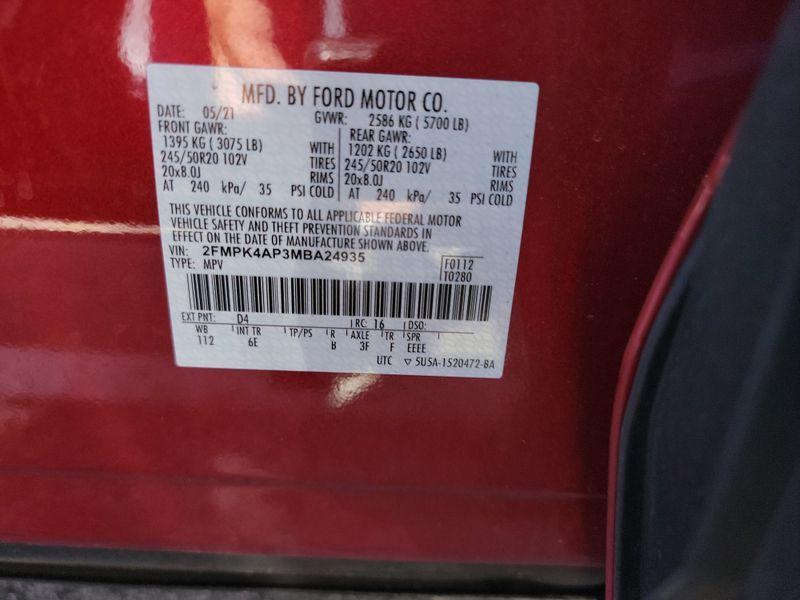 MFD. BY FORD MOTOR CO.
DATE: 05/21 GVWR: 2586 KG ( 5700 LB)
FRONT GAWR: REAR GAWR:
1395 KG ( 3075 LB) WITH 1202 KG ( 2650 LB) WITH
245/50R20 102V TIRES 245/50R20 102V TIRES
20x8.0J RIMS 20x8.0J RIMS
AT 240 kPa/ 35 PSI COLD AT 240 kPa/ 35 PSI COLD
THIS VEHICLE CONFORMS TO ALL APPLICABLE FEDERAL MOTOR
VEHICLE SAFETY AND THEFT PREVENTION STANDARDS IN
EFFECT ON THE DATE OF MANUFACTURE SHOWN ABOVE.
VIN: 2FMPK4AP3MBA24935
TYPE: MPV F0112
T0280
EXT PNT: D4 RC: 16 DSO:
WB INT TR TP/PS R AXLE TR SPR
112 6E B 3F F EEEE
UTC ▽ 5U5A-1520472-BA